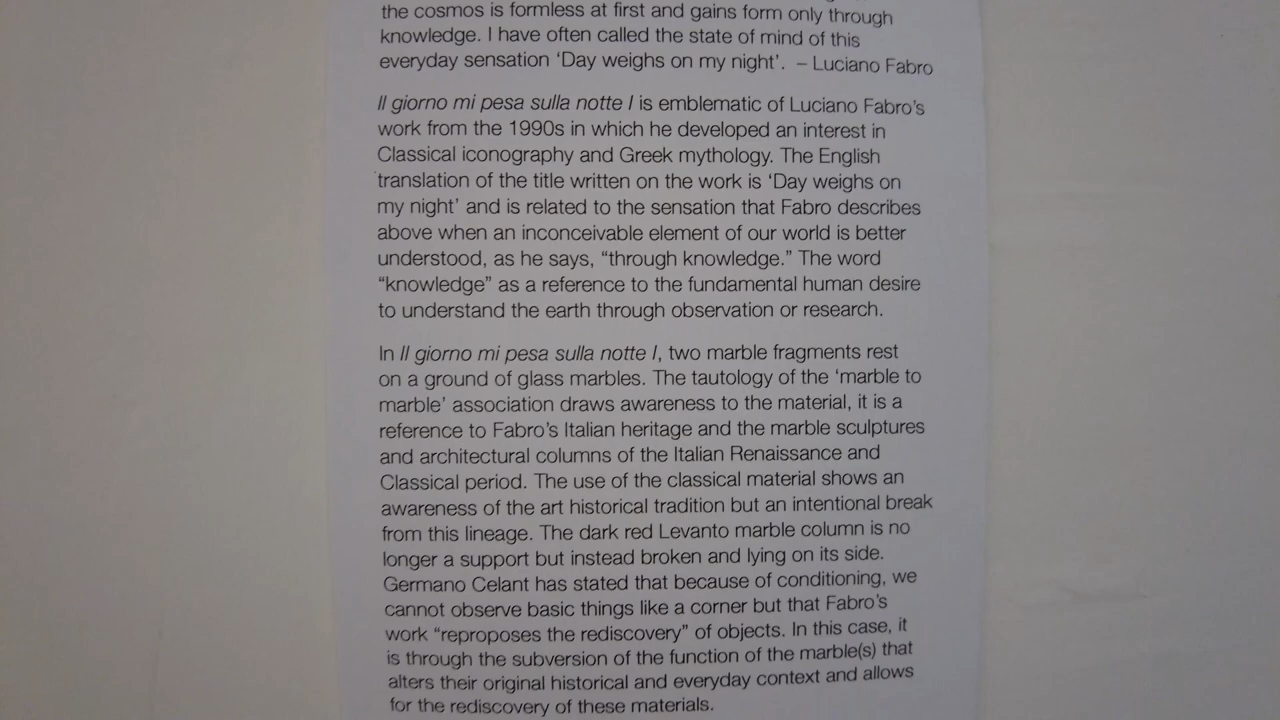 the cosmos is formless at first and gains form only through
knowledge. I have often called the state of mind of this
everyday sensation ‘Day weighs on my night’. – Luciano Fabro
Il giorno mi pesa sulla notte I is emblematic of Luciano Fabro’s
work from the 1990s in which he developed an interest in
Classical iconography and Greek mythology. The English
translation of the title written on the work is ‘Day weighs on
my night’ and is related to the sensation that Fabro describes
above when an inconceivable element of our world is better
understood, as he says, “through knowledge.” The word
“knowledge” as a reference to the fundamental human desire
to understand the earth through observation or research.
In Il giorno mi pesa sulla notte I, two marble fragments rest
on a ground of glass marbles. The tautology of the ‘marble to
marble’ association draws awareness to the material, it is a
reference to Fabro’s Italian heritage and the marble sculptures
and architectural columns of the Italian Renaissance and
Classical period. The use of the classical material shows an
awareness of the art historical tradition but an intentional break
from this lineage. The dark red Levanto marble column is no
longer a support but instead broken and lying on its side.
Germano Celant has stated that because of conditioning, we
cannot observe basic things like a corner but that Fabro’s
work “reproposes the rediscovery” of objects. In this case, it
is through the subversion of the function of the marble(s) that
alters their original historical and everyday context and allows
for the rediscovery of these materials.